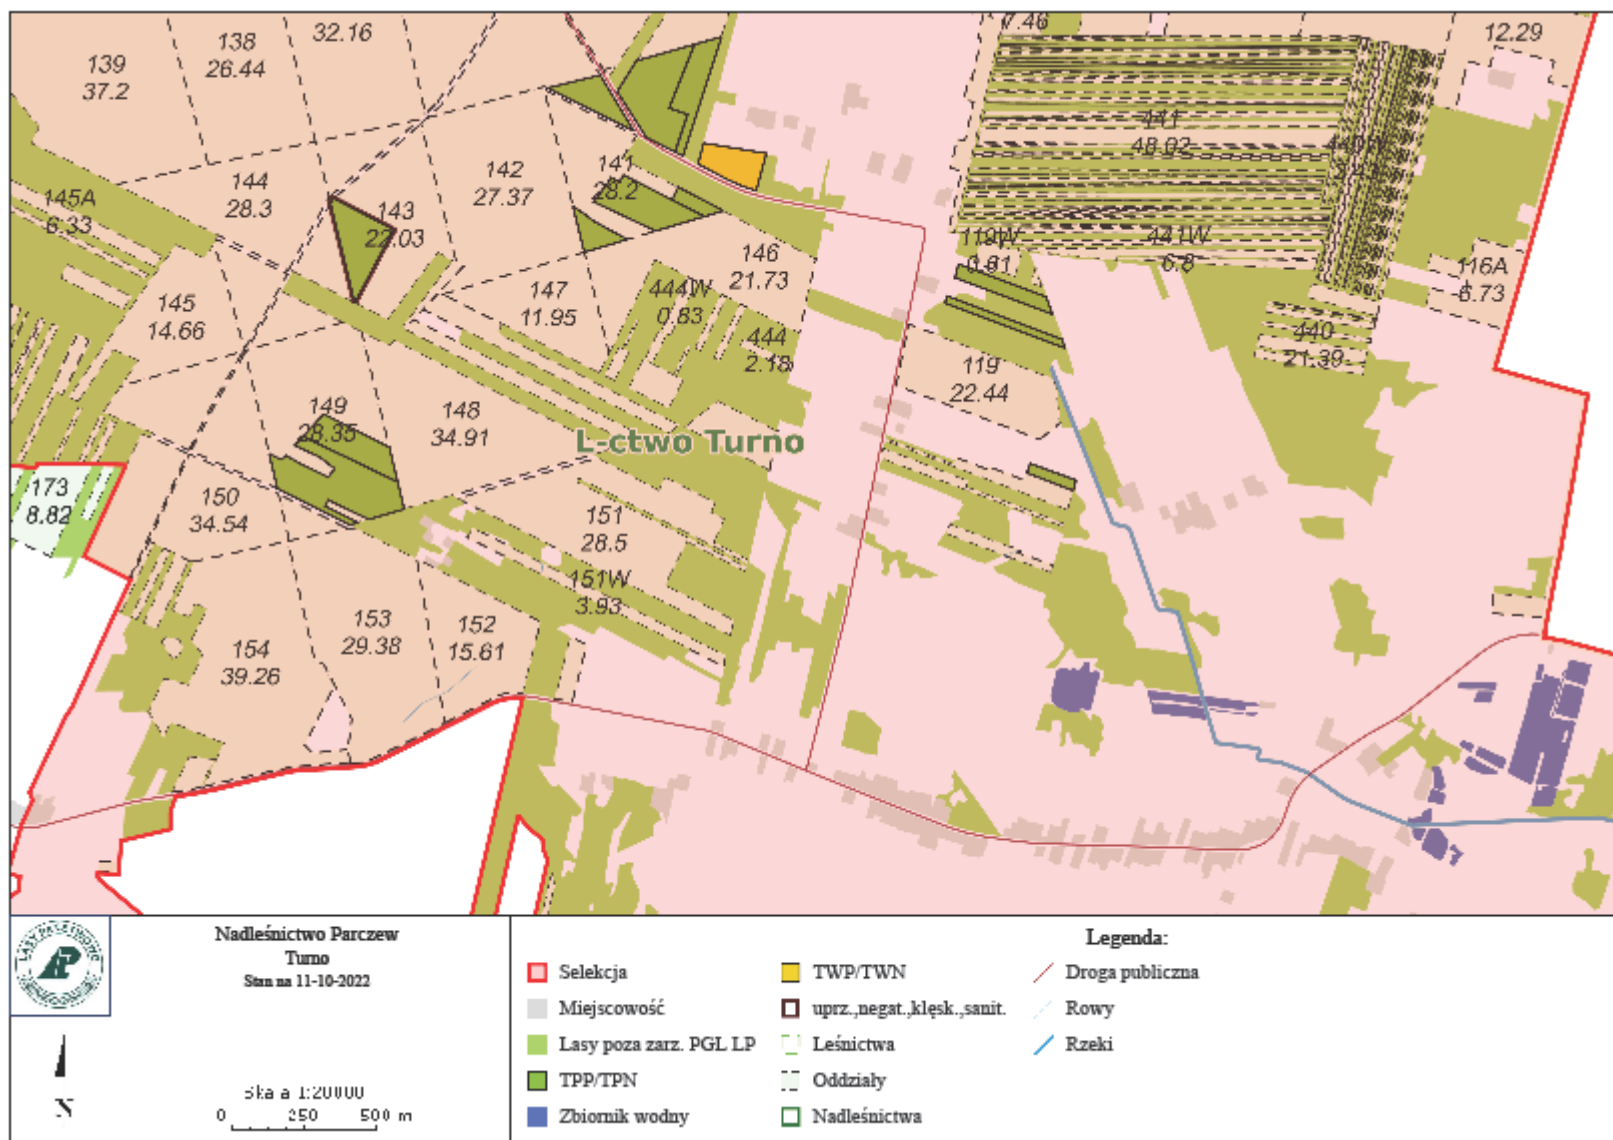 7.46
12.29
32.16
138
26.44
139
37.2
441
48.02
142
27.37
141
28.2
144
28.3
145A
6.33
143
22.03
119W
0.81
441W
6.8
116A
6.73
146
21.73
147
11.95
444W
0.83
145
14.66
444
2.18
440
21.39
119
22.44
149
28.35
148
34.91
L-ctwo Turno
173
8.82
150
34.54
151
28.5
151W
3.93
153
29.38
152
15.61
154
39.26
LASY PAŃSTWOWE
Nadleśnictwo Parczew
Turno
Stan na 11-10-2022
N
Skala 1:20000
0 250 500 m
Legenda:
Selekcja
Miejscowość
Lasy poza zarz. PGL LP
TPP/TPN
Zbiornik wodny
TWP/TWN
uprz.,negat.,klęsk.,sanit.
Leśnictwa
Oddziały
Nadleśnictwa
Droga publiczna
Rowy
Rzeki